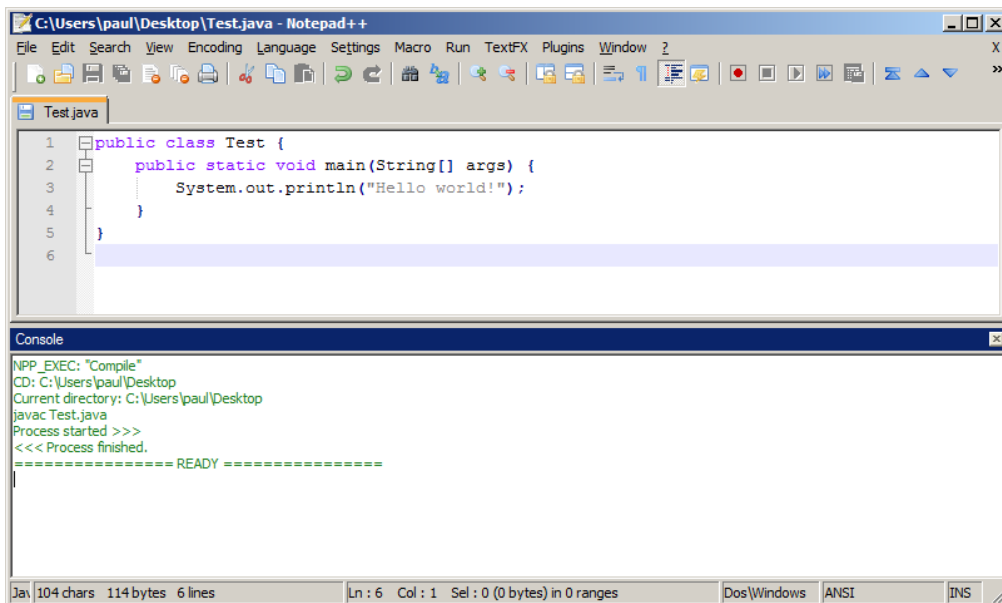 C:\Users\paul\Desktop\Test.java - Notepad++
File Edit Search View Encoding Language Settings Macro Run TextFX Plugins Window ? X
Test.java
1 public class Test {
2 public static void main(String[] args) {
3 System.out.println("Hello world!");
4 }
5 }
6
Console
NPP_EXEC: "Compile"
CD: C:\Users\paul\Desktop
Current directory: C:\Users\paul\Desktop
javac Test.java
Process started >>>
<<< Process finished.
================ READY ================
Jav 104 chars 114 bytes 6 lines Ln : 6 Col : 1 Sel : 0 (0 bytes) in 0 ranges Dos\Windows ANSI INS